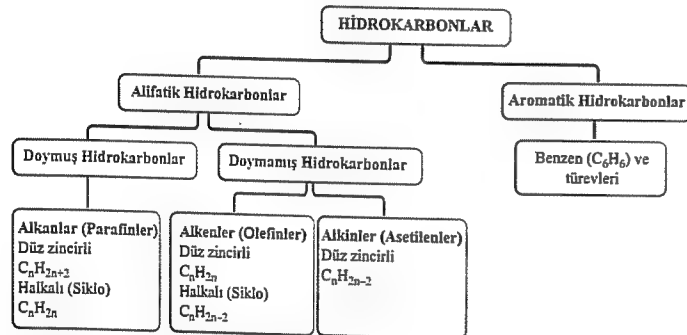 HİDROKARBONLAR
Alifatik Hidrokarbonlar
Aromatik Hidrokarbonlar
Doymuş Hidrokarbonlar
Doymamış Hidrokarbonlar
Benzen (C₆H₆) ve
türevleri
Alkanlar (Parafinler)
Düz zincirli
CₙH₂ₙ₊₂
Halkalı (Siklo)
CₙH₂ₙ
Alkenler (Olefinler)
Düz zincirli
CₙH₂ₙ
Halkalı (Siklo)
CₙH₂ₙ₋₂
Alkinler (Asetilenler)
Düz zincirli
CₙH₂ₙ₋₂